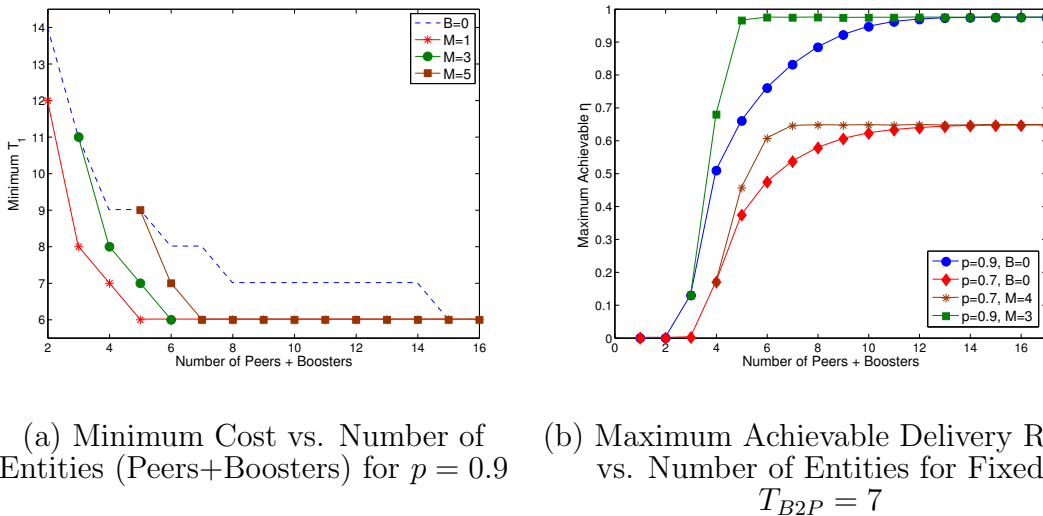 14
13
12
11
10
9
8
7
6
Minimum T1
2
4
6
8
10
12
14
16
Number of Peers + Boosters
B=0
M=1
M=3
M=5
1
0.9
0.8
0.7
0.6
0.5
0.4
0.3
0.2
0.1
0
Maximum Achievable η
0
2
4
6
8
10
12
14
16
Number of Peers + Boosters
p=0.9, B=0
p=0.7, B=0
p=0.7, M=4
p=0.9, M=3
(a) Minimum Cost vs. Number of
Entities (Peers+Boosters) for p = 0.9
(b) Maximum Achievable Delivery R
vs. Number of Entities for Fixed
TB2P = 7